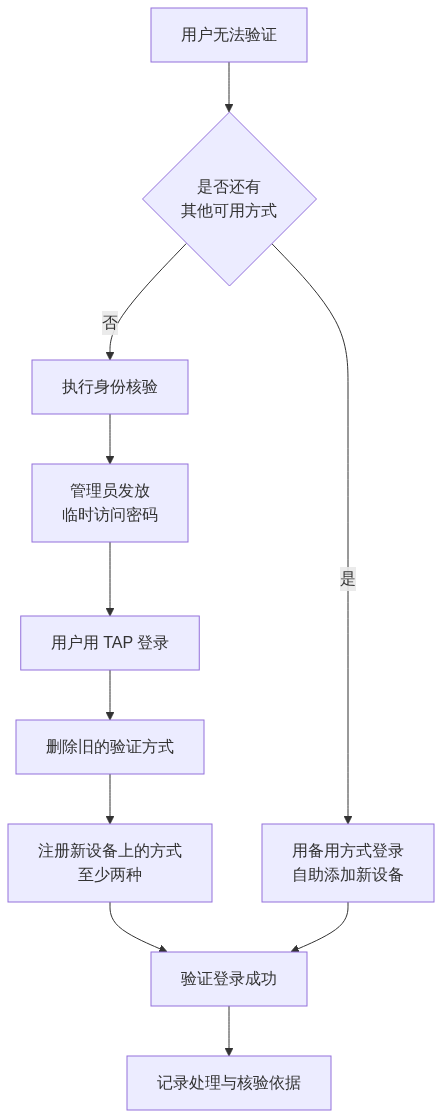 用户无法验证
是否还有
其他可用方式
否
执行身份核验
管理员发放
临时访问密码
是
用户用 TAP 登录
删除旧的验证方式
注册新设备上的方式
至少两种
用备用方式登录
自助添加新设备
验证登录成功
记录处理与核验依据